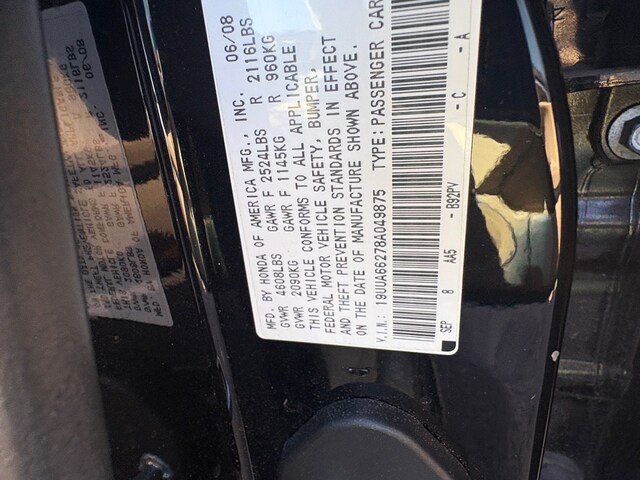 MFD. BY HONDA OF AMERICA MFG., INC. 06/08
GVWR 4608LBS GAWR F 2524LBS R 2116LBS
GVWR 2090KG GAWR F 1145KG R 960KG
THIS VEHICLE CONFORMS TO ALL APPLICABLE
FEDERAL MOTOR VEHICLE SAFETY, BUMPER,
AND THEFT PREVENTION STANDARDS IN EFFECT
ON THE DATE OF MANUFACTURE SHOWN ABOVE.
V.I.N.: 19UUA66278A049875 TYPE: PASSENGER CAR
SEP 8 AA5 - B92PV - C - A